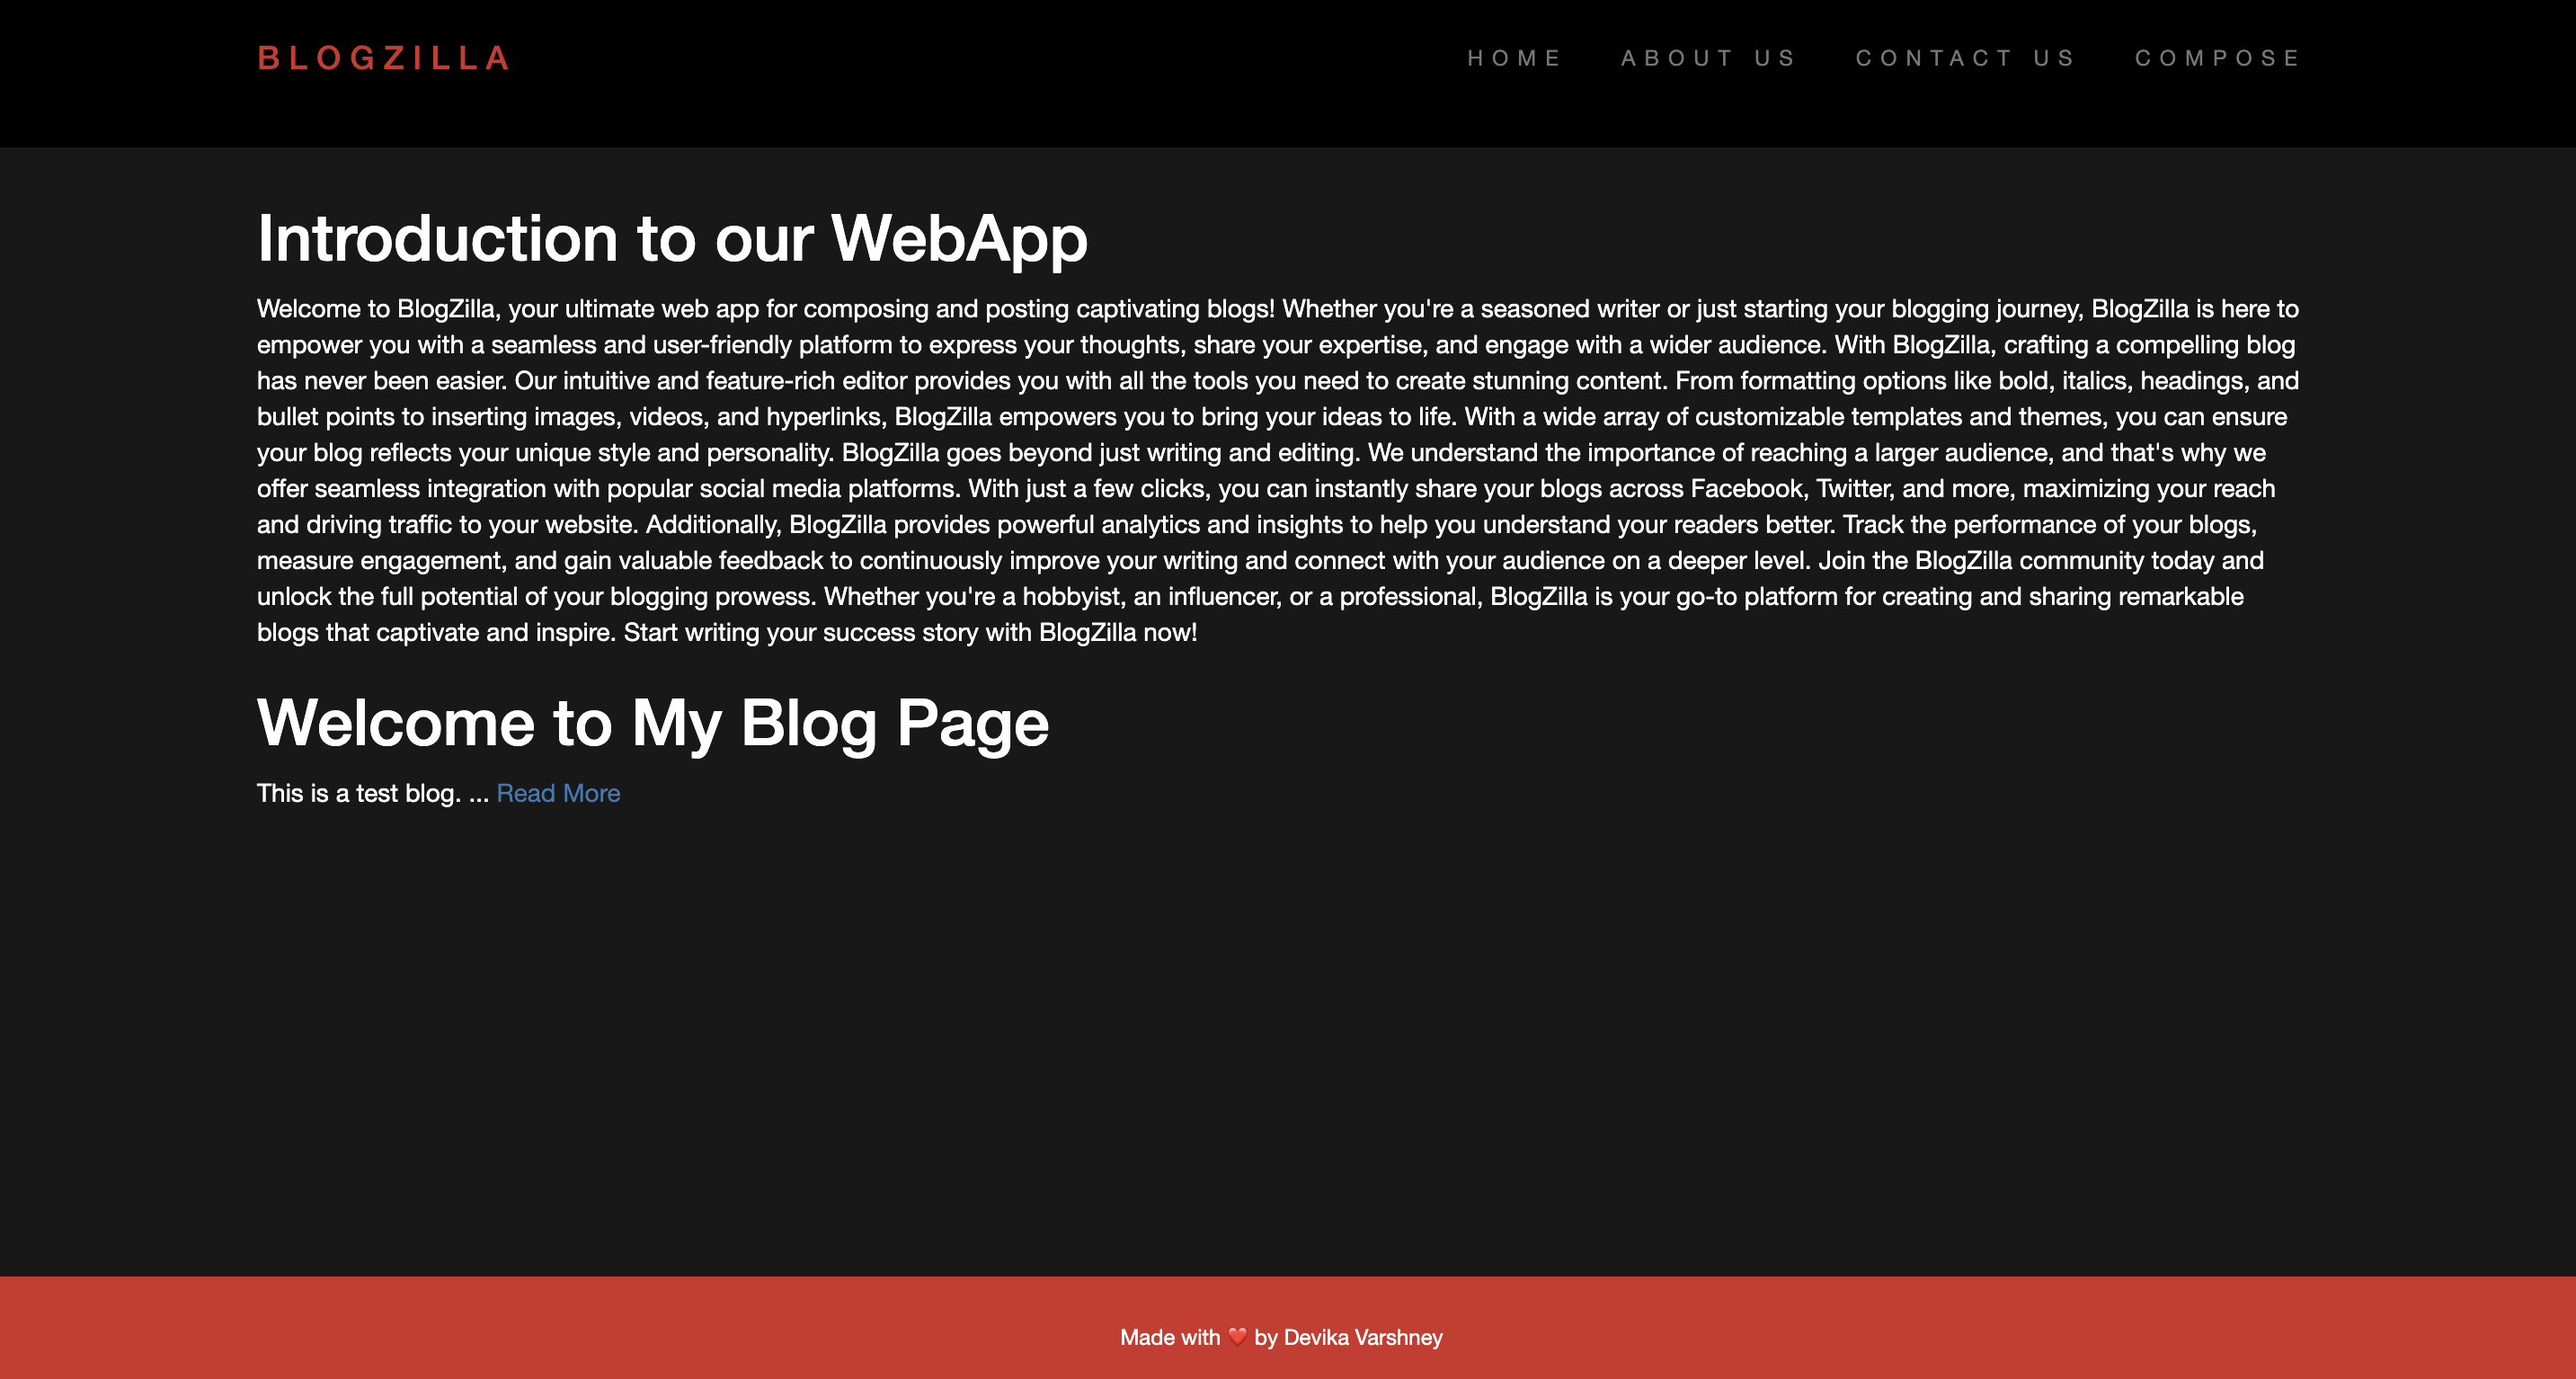 BLOGZILLA
HOME ABOUT US CONTACT US COMPOSE
Introduction to our WebApp
Welcome to BlogZilla, your ultimate web app for composing and posting captivating blogs! Whether you're a seasoned writer or just starting your blogging journey, BlogZilla is here to
empower you with a seamless and user-friendly platform to express your thoughts, share your expertise, and engage with a wider audience. With BlogZilla, crafting a compelling blog
has never been easier. Our intuitive and feature-rich editor provides you with all the tools you need to create stunning content. From formatting options like bold, italics, headings, and
bullet points to inserting images, videos, and hyperlinks, BlogZilla empowers you to bring your ideas to life. With a wide array of customizable templates and themes, you can ensure
your blog reflects your unique style and personality. BlogZilla goes beyond just writing and editing. We understand the importance of reaching a larger audience, and that's why we
offer seamless integration with popular social media platforms. With just a few clicks, you can instantly share your blogs across Facebook, Twitter, and more, maximizing your reach
and driving traffic to your website. Additionally, BlogZilla provides powerful analytics and insights to help you understand your readers better. Track the performance of your blogs,
measure engagement, and gain valuable feedback to continuously improve your writing and connect with your audience on a deeper level. Join the BlogZilla community today and
unlock the full potential of your blogging prowess. Whether you're a hobbyist, an influencer, or a professional, BlogZilla is your go-to platform for creating and sharing remarkable
blogs that captivate and inspire. Start writing your success story with BlogZilla now!
Welcome to My Blog Page
This is a test blog. ... Read More
Made with ❤️ by Devika Varshney